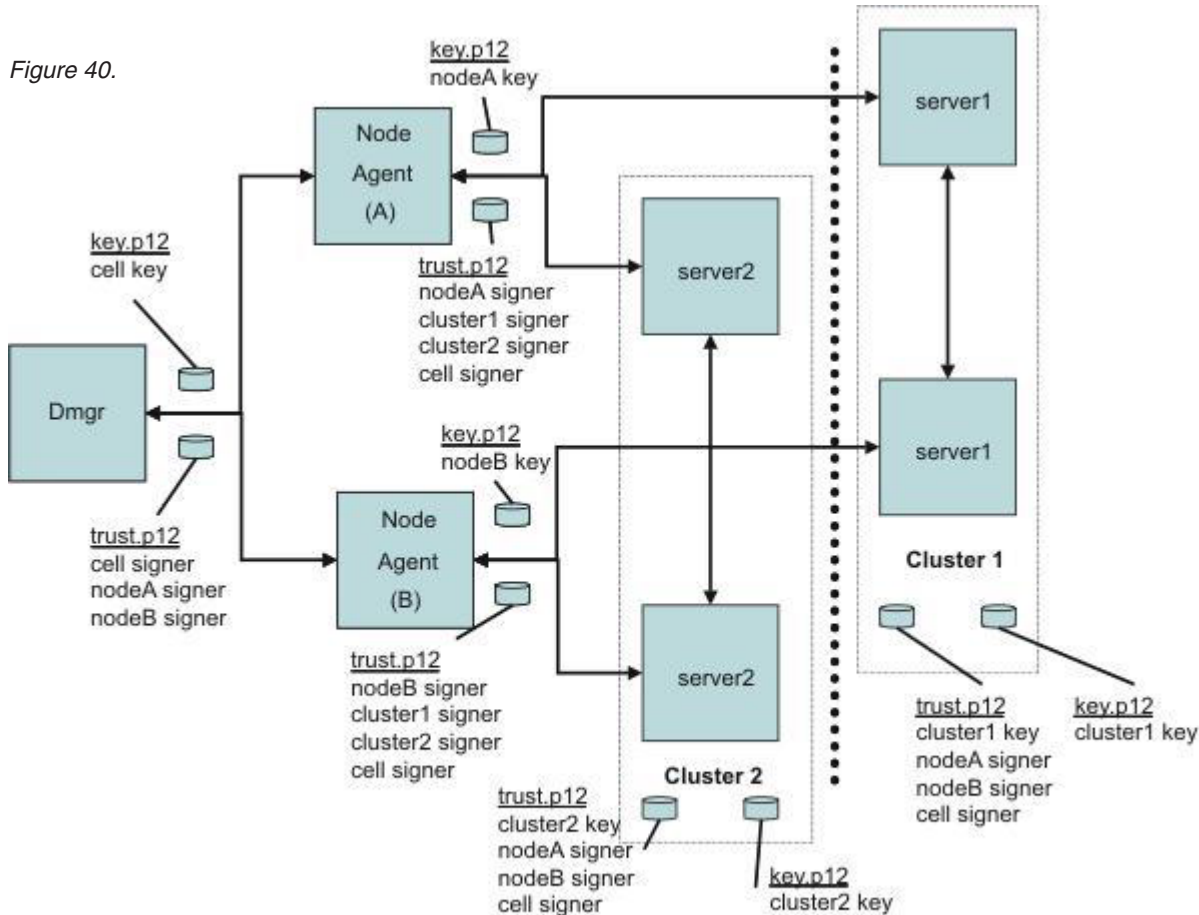 Figure 40.
key.p12
nodeA key
Node
Agent
(A)
server1
key.p12
cell key
trust.p12
nodeA signer
cluster1 signer
cluster2 signer
cell signer
server2
Dmgr
key.p12
nodeB key
server1
trust.p12
cell signer
nodeA signer
nodeB signer
Node
Agent
(B)
Cluster 1
trust.p12
nodeB signer
cluster1 signer
cluster2 signer
cell signer
server2
trust.p12
cluster1 key
nodeA signer
nodeB signer
cell signer
key.p12
cluster1 key
Cluster 2
trust.p12
cluster2 key
nodeA signer
nodeB signer
cell signer
key.p12
cluster2 key